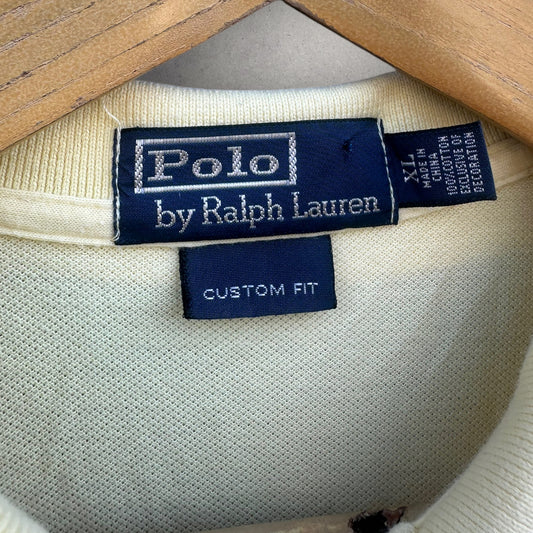 Polo
by Ralph Lauren
XL
MADE IN
CHINA
100% COTTON
EXCLUSIVE OF
DECORATION
CUSTOM FIT